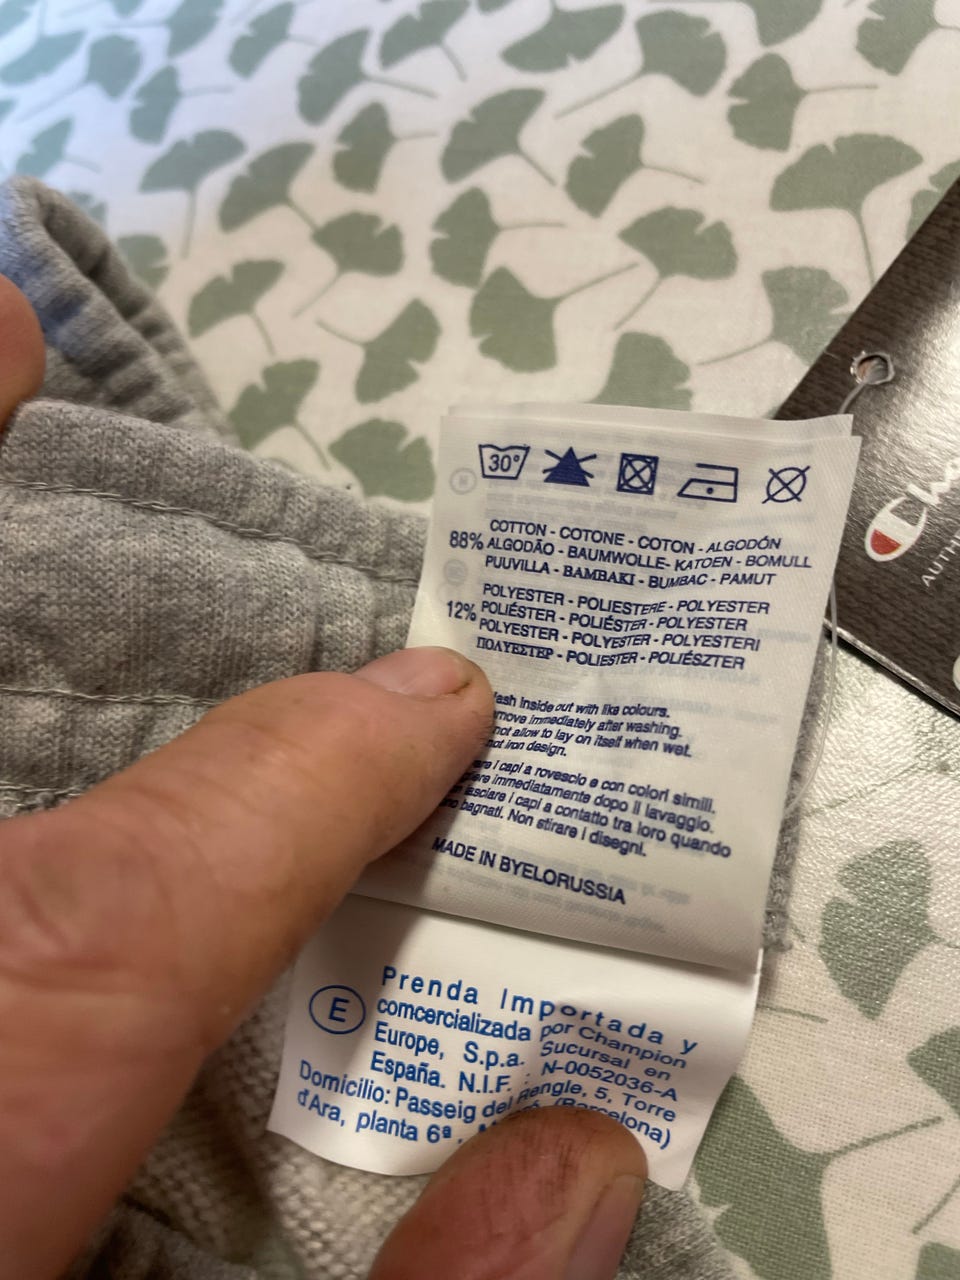 30°
COTTON - COTONE - COTON - ALGODÓN
88% ALGODÃO - BAUMWOLLE- KATOEN - BOMULL
PUUVILLA - ΒΑΜΒΑΚΙ - BUMBAC - PAMUT
POLYESTER - POLIESTERE - POLYESTER
12% POLIÉSTER - POLIÉSTER - POLYESTER
POLYESTER - POLYESTER - POLYESTERI
ΠΟΛΥΕΣΤΕΡ - POLIESTER - POLIÉSZTER
inside out with like colours.
immediately after washing.
not allow to lay on itself when wet.
not iron design.
i capi a rovescio e con colori simili.
immediatamente dopo il lavaggio.
lasciare i capi a contatto tra loro quando
bagnati. Non stirare i disegni.
MADE IN BYELORUSSIA
E
Prenda Importada y
comcercializada por Champion
Europe, S.p.a. Sucursal en
España. N.I.F. : N-0052036-A
Domicilio: Passeig del Rengle, 5, Torre
d'Ara, planta 6ª. (Barcelona)